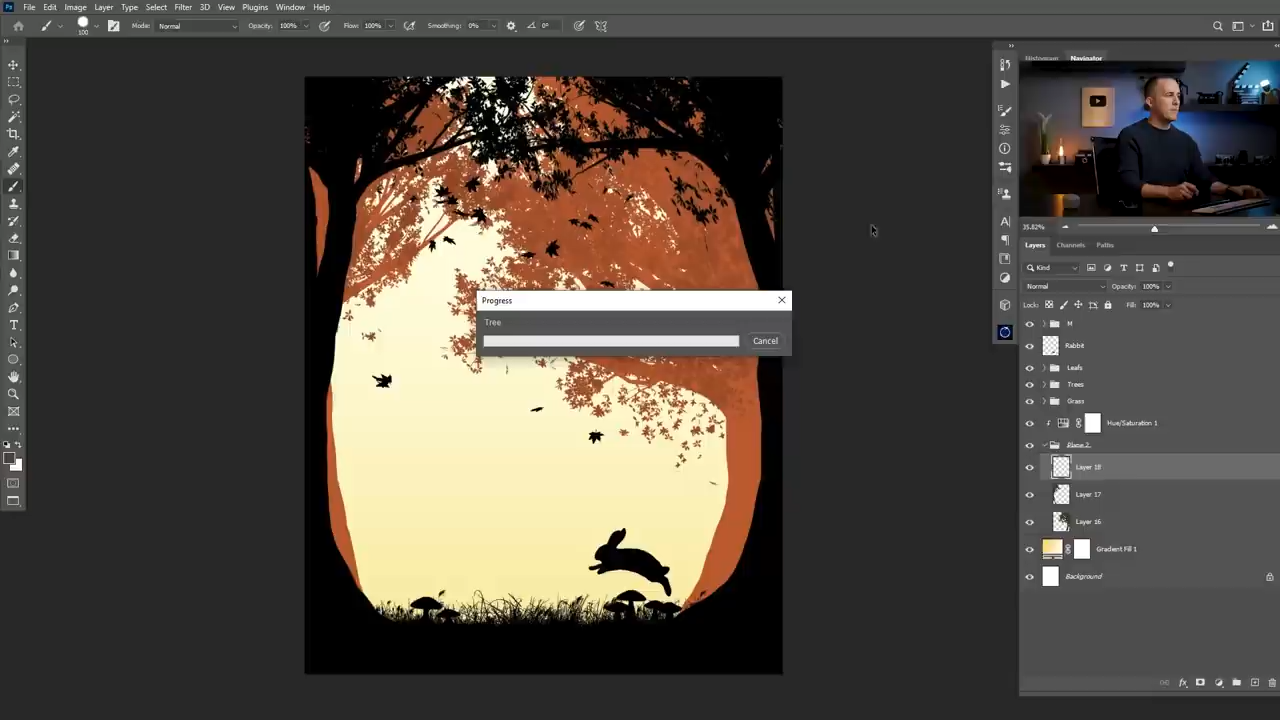 Ps File Edit Image Layer Type Select Filter 3D View Plugins Window Help
100 Mode: Normal Opacity: 100% Flow: 100% Smoothing: 0% 0°
Histogram Navigator
35.82%
Layers Channels Paths
Kind
Normal Opacity: 100%
Lock: Fill: 100%
M
Rabbit
Leafs
Trees
Grass
Hue/Saturation 1
Plane 2
Layer 18
Layer 17
Layer 16
Gradient Fill 1
Background
Progress
Tree
Cancel